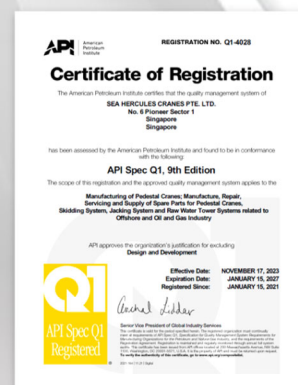 API
American
Petroleum
Institute
REGISTRATION NO. Q1-4028
Certificate of Registration
The American Petroleum Institute certifies that the quality management system of
SEA HERCULES CRANES PTE. LTD.
No. 6 Pioneer Sector 1
Singapore
Singapore
has been assessed by the American Petroleum Institute and found to be in conformance
with the following:
API Spec Q1, 9th Edition
The scope of this registration and the approved quality management system applies to the
Manufacturing of Pedestal Cranes; Manufacture, Repair,
Servicing and Supply of Spare Parts for Pedestal Cranes,
Skidding System, Jacking System and Raw Water Tower Systems related to
Offshore and Oil and Gas Industry
API approves the organization's justification for excluding
Design and Development
Effective Date: NOVEMBER 17, 2023
Expiration Date: JANUARY 15, 2027
Registered Since: JANUARY 15, 2021
Q1
API Spec Q1
Registered
Senior Vice President of Global Industry Services